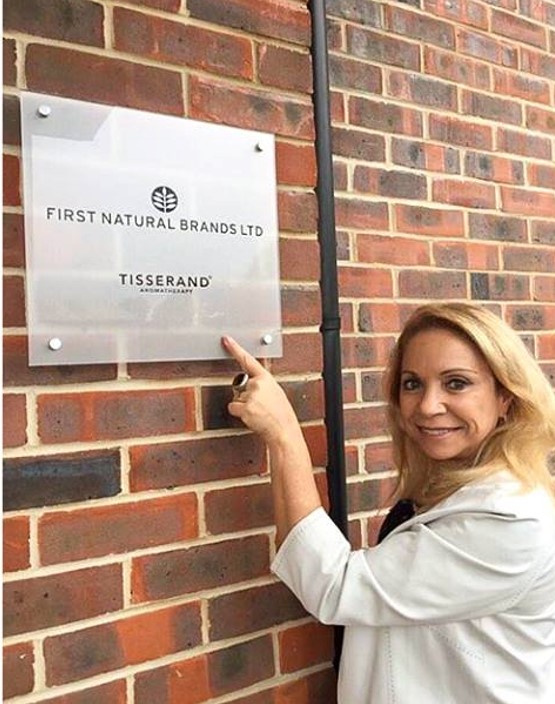 FIRST NATURAL BRANDS LTD
TISSERAND®
AROMATHERAPY